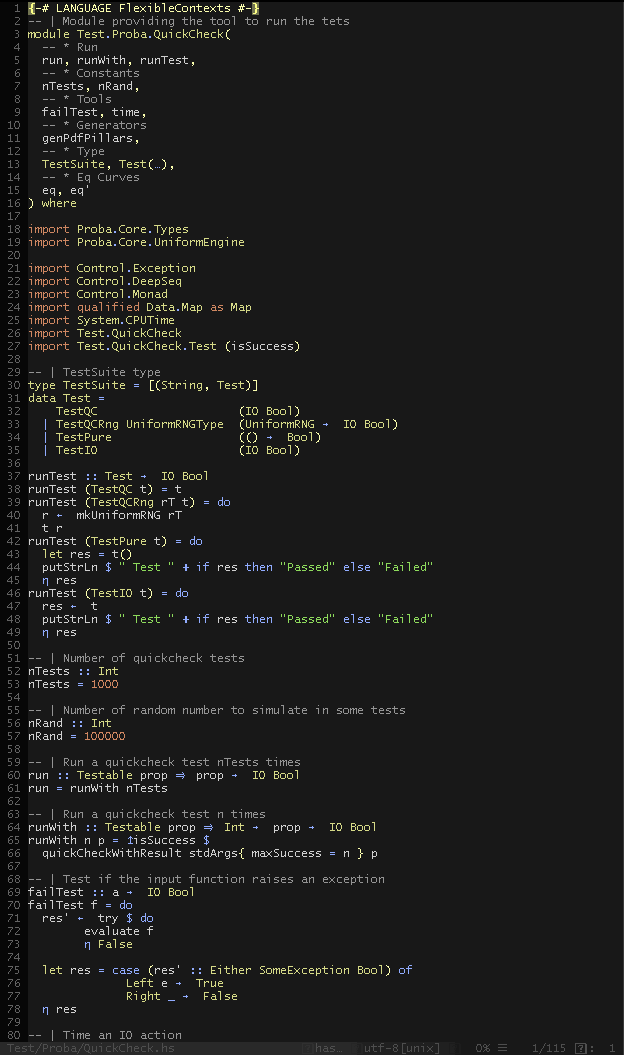 1 {-# LANGUAGE FlexibleContexts #-}
2 -- | Module providing the tool to run the tets
3 module Test.Proba.QuickCheck(
4   -- * Run
5   run, runWith, runTest,
6   -- * Constants
7   nTests, nRand,
8   -- * Tools
9   failTest, time,
10   -- * Generators
11   genPdfPillars,
12   -- * Type
13   TestSuite, Test(…),
14   -- * Eq Curves
15   eq, eq'
16 ) where
17
18 import Proba.Core.Types
19 import Proba.Core.UniformEngine
20
21 import Control.Exception
22 import Control.DeepSeq
23 import Control.Monad
24 import qualified Data.Map as Map
25 import System.CPUTime
26 import Test.QuickCheck
27 import Test.QuickCheck.Test (isSuccess)
28
29 -- | TestSuite type
30 type TestSuite = [(String, Test)]
31 data Test =
32     TestQC                    (IO Bool)
33   | TestQCRng UniformRNGType  (UniformRNG → IO Bool)
34   | TestPure                  (() → Bool)
35   | TestIO                    (IO Bool)
36
37 runTest :: Test → IO Bool
38 runTest (TestQC t) = t
39 runTest (TestQCRng rT t) = do
40   r ← mkUniformRNG rT
41   t r
42 runTest (TestPure t) = do
43   let res = t()
44   putStrLn $ " Test " ⧺ if res then "Passed" else "Failed"
45   η res
46 runTest (TestIO t) = do
47   res ← t
48   putStrLn $ " Test " ⧺ if res then "Passed" else "Failed"
49   η res
50
51 -- | Number of quickcheck tests
52 nTests :: Int
53 nTests = 1000
54
55 -- | Number of random number to simulate in some tests
56 nRand :: Int
57 nRand = 100000
58
59 -- | Run a quickcheck test nTests times
60 run :: Testable prop ⇒ prop → IO Bool
61 run = runWith nTests
62
63 -- | Run a quickcheck test n times
64 runWith :: Testable prop ⇒ Int → prop → IO Bool
65 runWith n p = ↥isSuccess $
66   quickCheckWithResult stdArgs{ maxSuccess = n } p
67
68 -- | Test if the input function raises an exception
69 failTest :: a → IO Bool
70 failTest f = do
71   res' ← try $ do
72         evaluate f
73         η False
74
75   let res = case (res' :: Either SomeException Bool) of
76               Left e → True
77               Right _ → False
78   η res
79
80 -- | Time an IO action
Test/Proba/QuickCheck.hs has… utf-8[unix] 0% ☰ 1/115 : 1